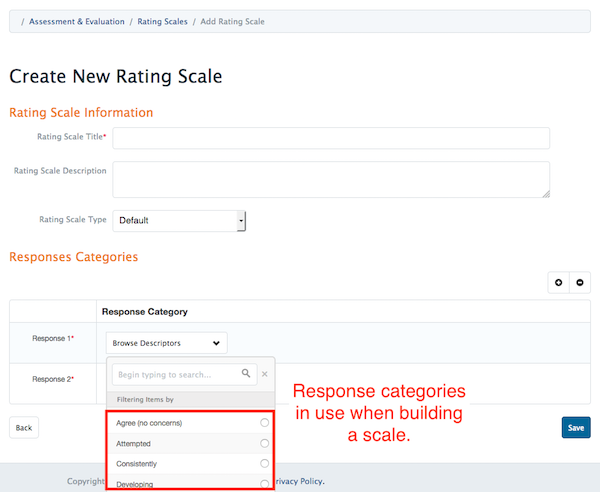 / Assessment & Evaluation / Rating Scales / Add Rating Scale
Create New Rating Scale
Rating Scale Information
Rating Scale Title*
Rating Scale Description
Rating Scale Type Default
Responses Categories
Response Category
Response 1* Browse Descriptors
Begin typing to search...
Response 2*
Filtering Items by
Agree (no concerns)
Attempted
Consistently
Developing
Response categories
in use when building
a scale.
Back
Save
Copyright
ivacy Policy.